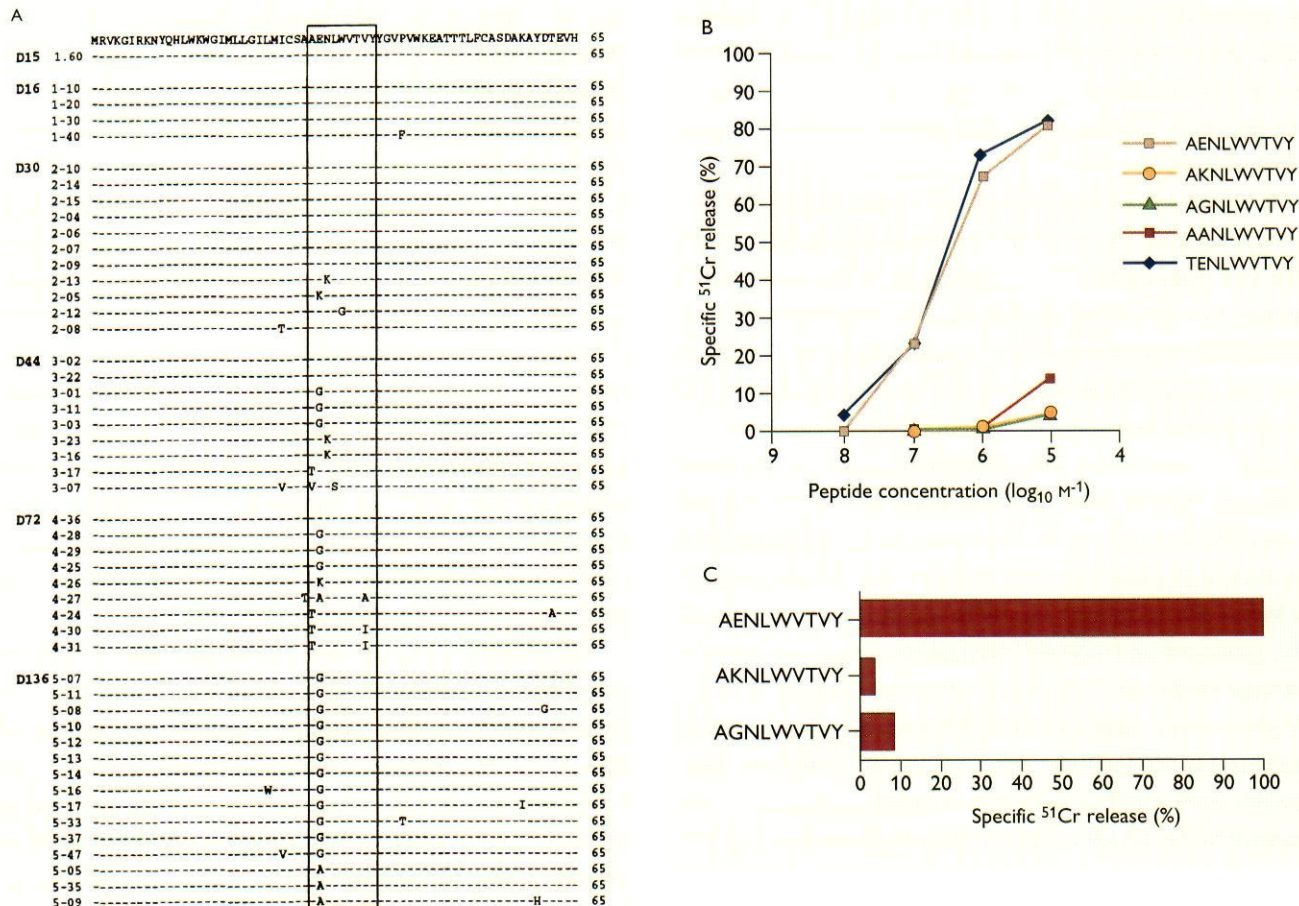 A
MRVKGIRKNYQHLWKWGIMLLGILMICSAAENLWVTVYYGVPVWKEATTTLFCASDAKAYDTEVH 65
D15 1.60 65
D16 1-10 65
1-20 65
1-30 65
1-40 F 65
D30 2-10 65
2-14 65
2-15 65
2-04 65
2-06 65
2-07 65
2-09 65
2-13 K 65
2-05 K 65
2-12 G 65
2-08 T 65
D44 3-02 65
3-22 65
3-01 G 65
3-11 G 65
3-03 G 65
3-23 K 65
3-16 K 65
3-17 T 65
3-07 V V S 65
D72 4-36 65
4-28 G 65
4-29 G 65
4-25 G 65
4-26 K 65
4-27 T A A 65
4-24 T A 65
4-30 T I 65
4-31 T I 65
D136 5-07 G 65
5-11 G 65
5-08 G G 65
5-10 G 65
5-12 G 65
5-13 G 65
5-14 G 65
5-16 W G 65
5-17 G I 65
5-33 G T 65
5-37 G 65
5-47 V G 65
5-05 A 65
5-35 A 65
5-09 A H 65
B
Specific ⁵¹Cr release (%)
100
90
80
70
60
50
40
30
20
10
0
9 8 7 6 5 4
Peptide concentration (log₁₀ M⁻¹)
AENLWVTVY
AKNLWVTVY
AGNLWVTVY
AANLWVTVY
TENLWVTVY
C
AENLWVTVY
AKNLWVTVY
AGNLWVTVY
0 10 20 30 40 50 60 70 80 90 100
Specific ⁵¹Cr release (%)